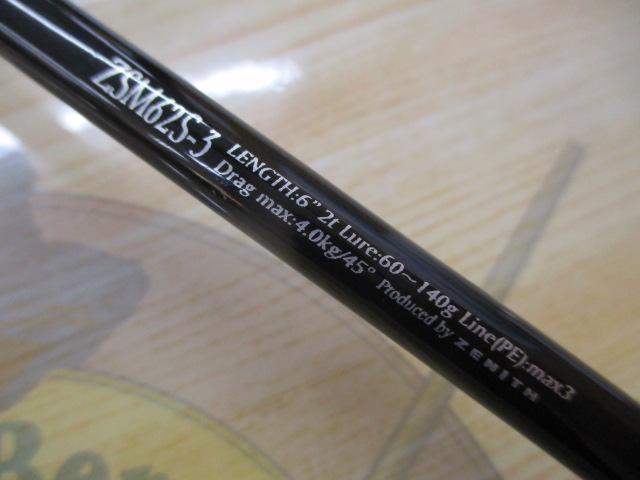 ZSM62S-3
LENGTH:6" 2t Lure:60～140g Line(PE):max3
Drag max:4.0kg/45° Produced by ZENITH
Ber